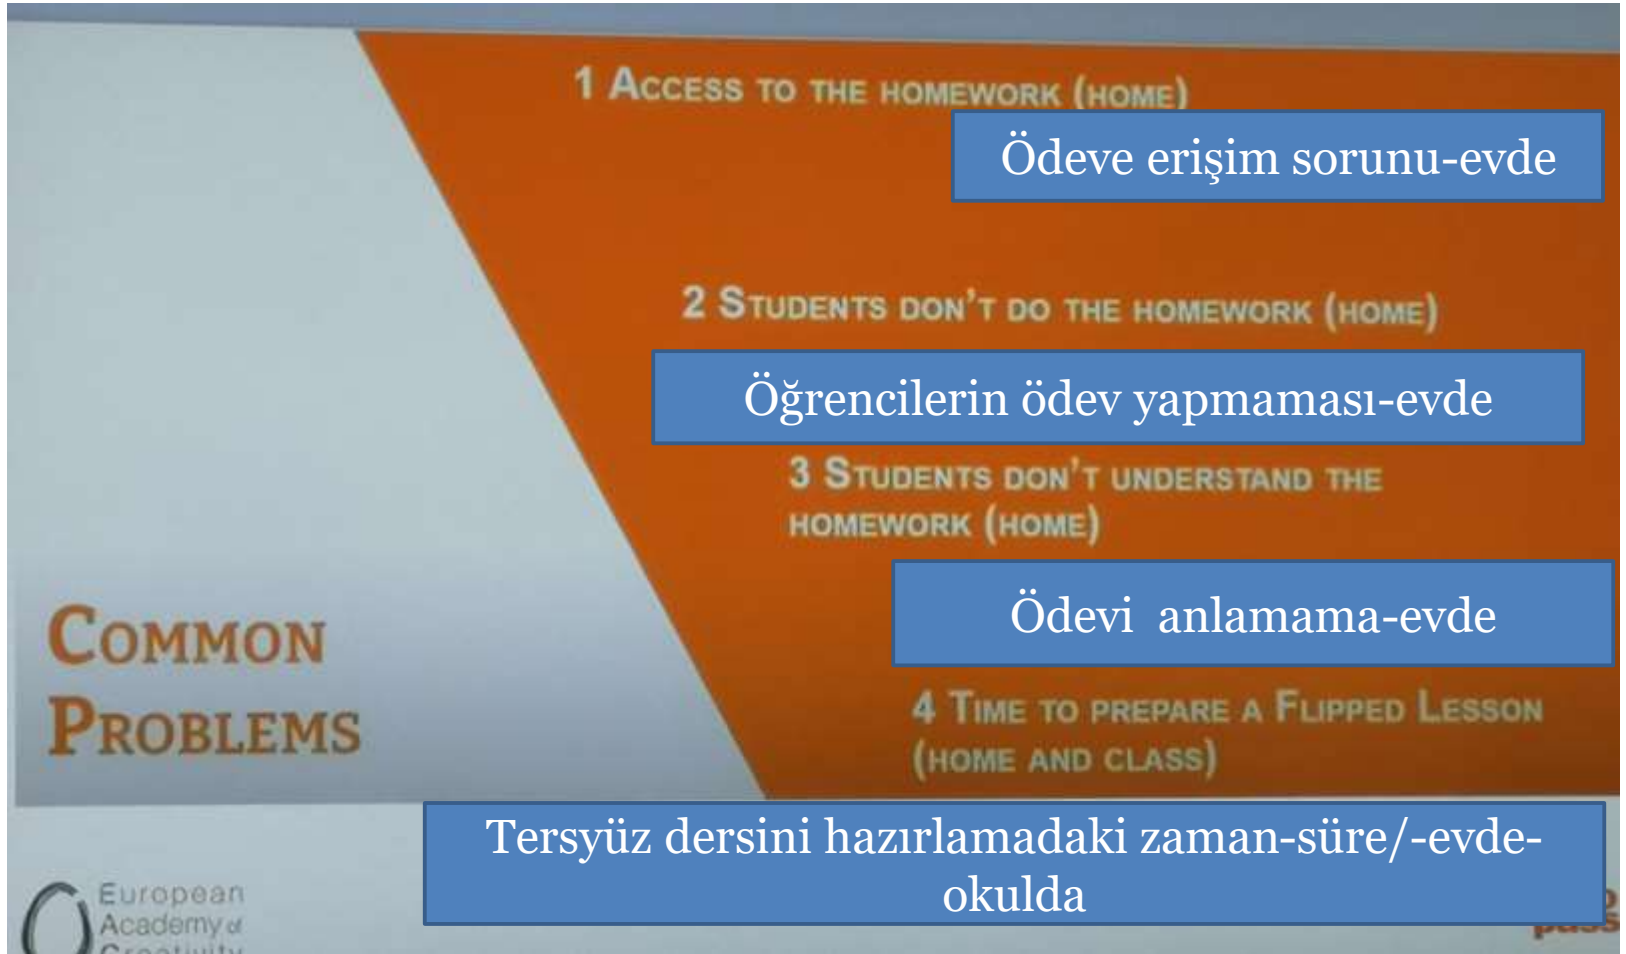 1 ACCESS TO THE HOMEWORK (HOME)
Ödeve erişim sorunu-evde
2 STUDENTS DON'T DO THE HOMEWORK (HOME)
Öğrencilerin ödev yapmaması-evde
3 STUDENTS DON'T UNDERSTAND THE
HOMEWORK (HOME)
Ödevi anlamama-evde
COMMON
PROBLEMS
4 TIME TO PREPARE A FLIPPED LESSON
(HOME AND CLASS)
Tersyüz dersini hazırlamadaki zaman-süre/-evde-
okulda
European
Academy of
Creativity
pass